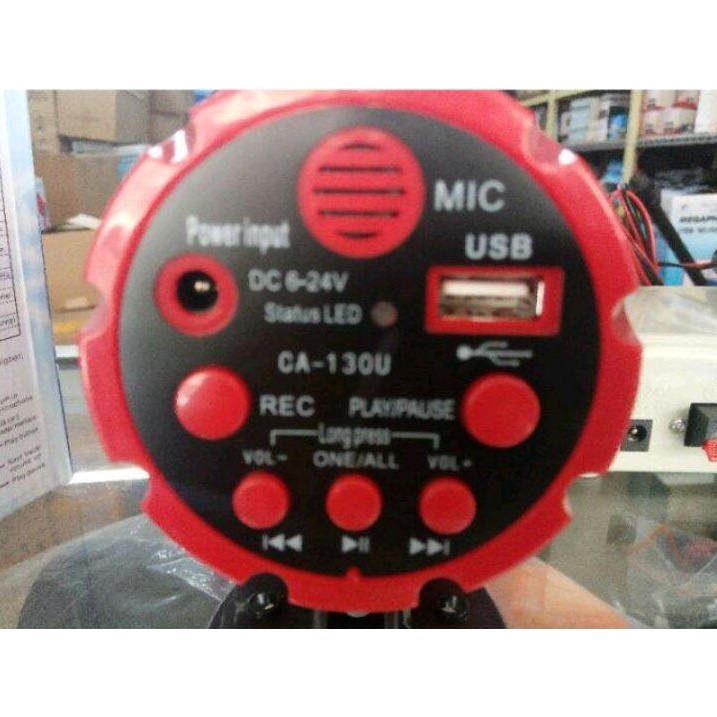 MIC
Power input
USB
DC 6-24V
Status LED
CA-130U
REC
PLAY/PAUSE
Long press
VOL-
ONE/ALL
VOL+